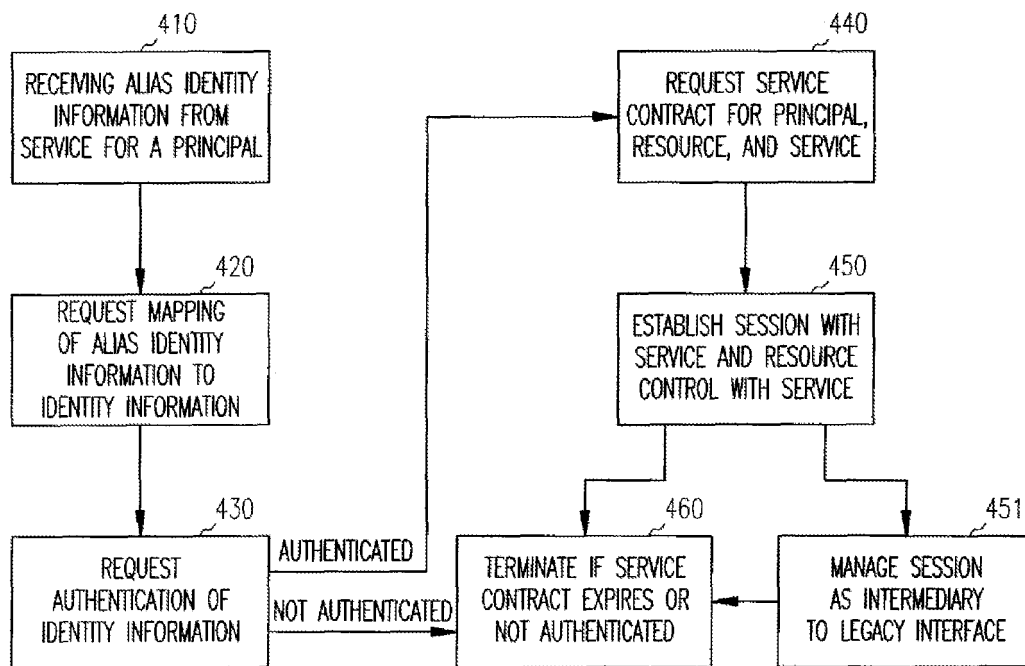 410
RECEIVING ALIAS IDENTITY
INFORMATION FROM
SERVICE FOR A PRINCIPAL
420
REQUEST MAPPING
OF ALIAS IDENTITY
INFORMATION TO
IDENTITY INFORMATION
430
REQUEST
AUTHENTICATION OF
IDENTITY INFORMATION
AUTHENTICATED
NOT AUTHENTICATED
440
REQUEST SERVICE
CONTRACT FOR PRINCIPAL,
RESOURCE, AND SERVICE
450
ESTABLISH SESSION WITH
SERVICE AND RESOURCE
CONTROL WITH SERVICE
460
TERMINATE IF SERVICE
CONTRACT EXPIRES OR
NOT AUTHENTICATED
451
MANAGE SESSION
AS INTERMEDIARY
TO LEGACY INTERFACE